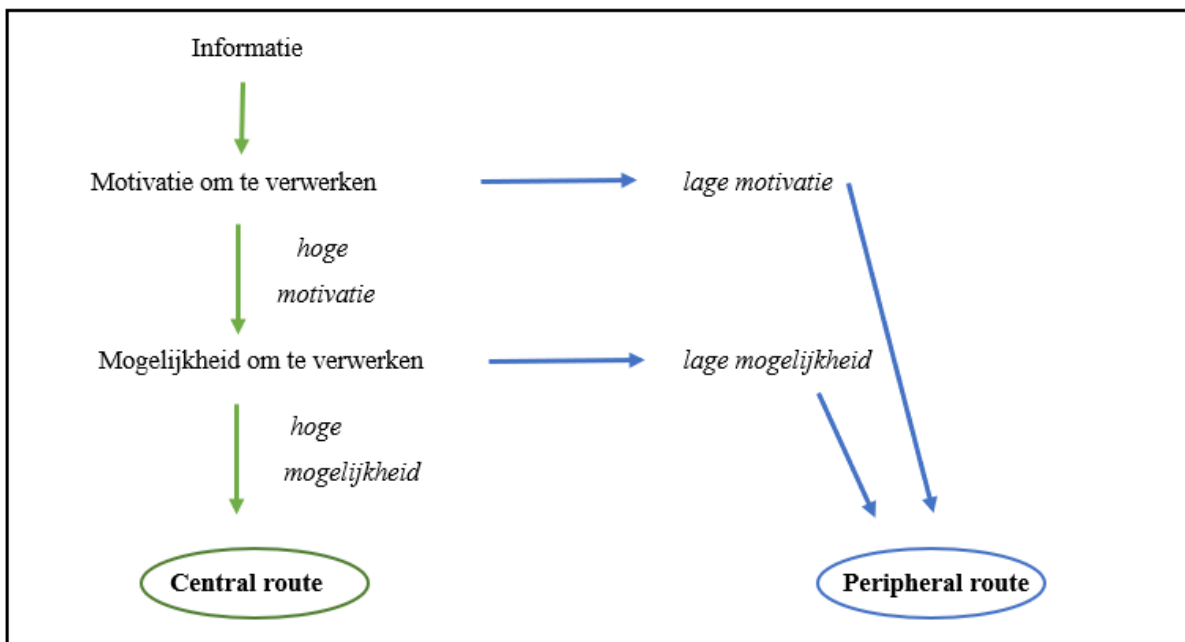 Informatie
Motivatie om te verwerken
lage motivatie
hoge
motivatie
Mogelijkheid om te verwerken
lage mogelijkheid
hoge
mogelijkheid
Central route
Peripheral route